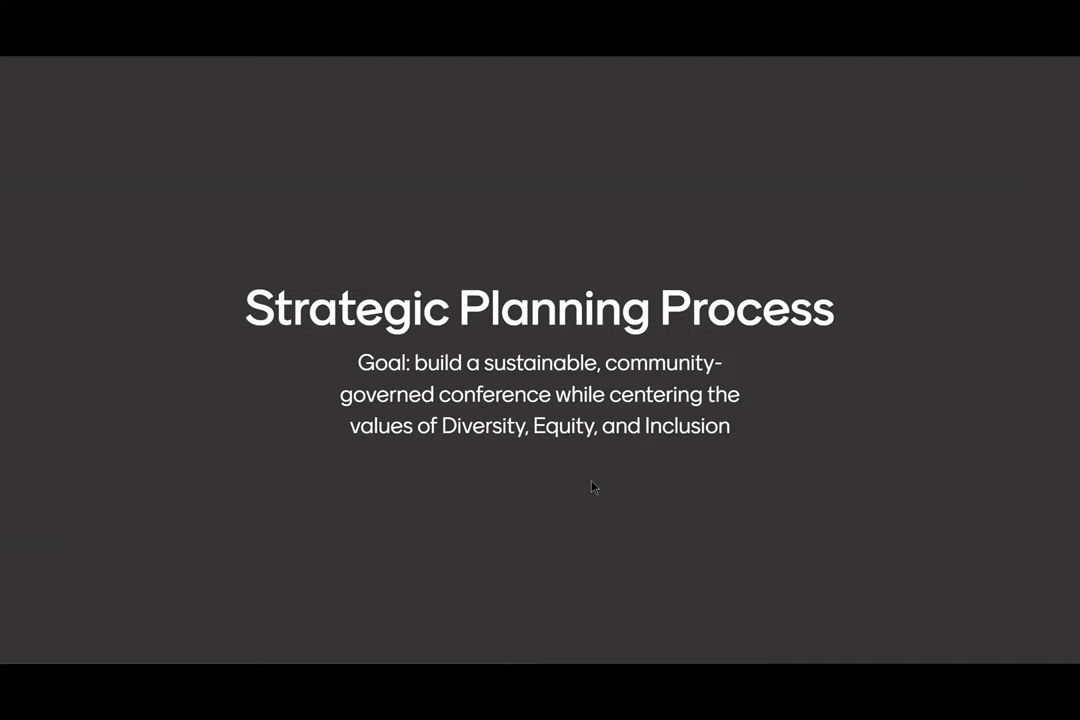 Strategic Planning Process
Goal: build a sustainable, community-
governed conference while centering the
values of Diversity, Equity, and Inclusion